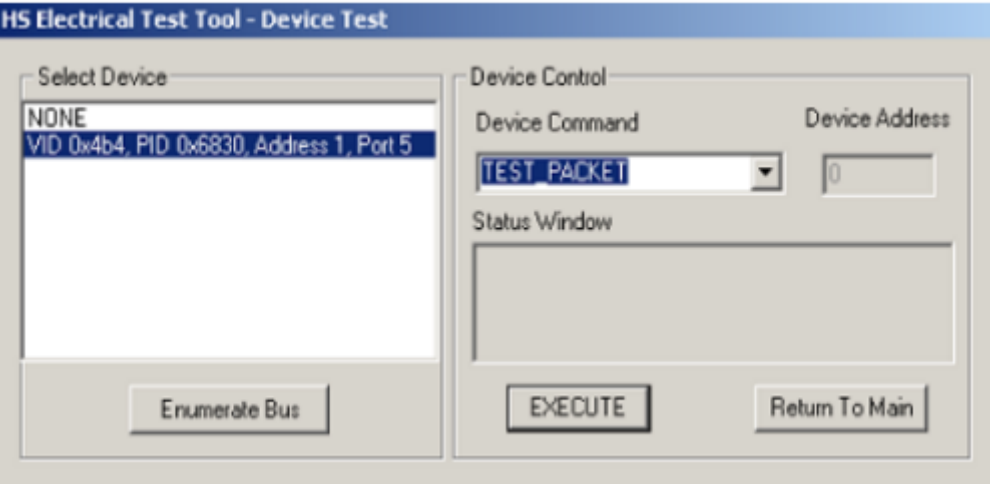 HS Electrical Test Tool - Device Test
Select Device
NONE
VID 0x4b4, PID 0x6830, Address 1, Port 5
Enumerate Bus
Device Control
Device Command
Device Address
TEST_PACKET
0
Status Window
EXECUTE
Return To Main